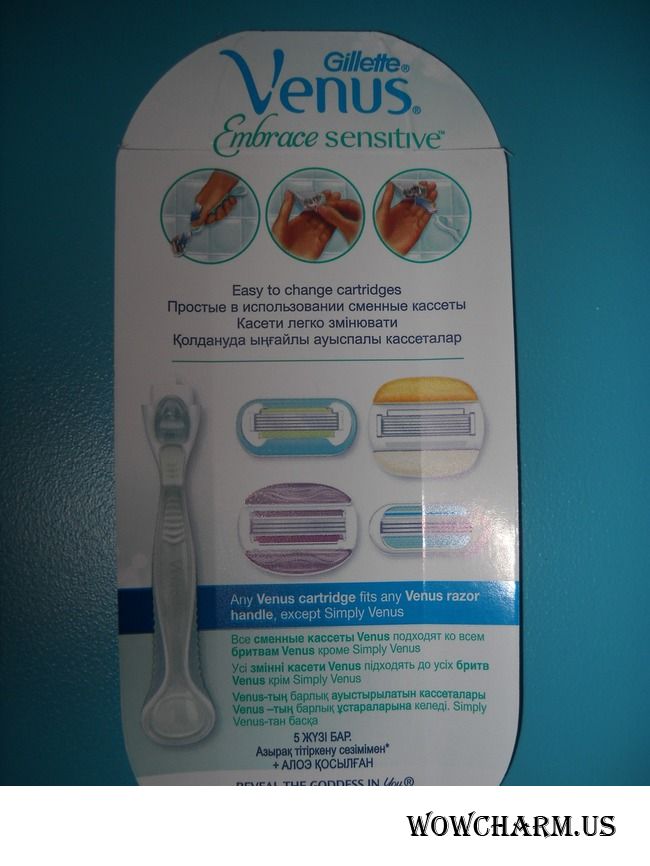 Gillette®
Venus®
Embrace sensitive™
Easy to change cartridges
Простые в использовании сменные кассеты
Касети легко змінювати
Қолдануда ыңғайлы ауыспалы кассеталар
Any Venus cartridge fits any Venus razor
handle, except Simply Venus
Все сменные кассеты Venus подходят ко всем
бритвам Venus кроме Simply Venus
Усі змінні касети Venus підходять до усіх бритв
Venus крім Simply Venus
Venus-тың барлық ауыстырылатын кассеталары
Venus –тың барлық ұстараларына келеді. Simply
Venus-тан басқа
5 ЖҮЗІ БАР.
Азырақ тітіркену сезімімен*
+ АЛОЭ ҚОСЫЛҒАН
REVEAL THE GODDESS IN You®
WOWCHARM.US